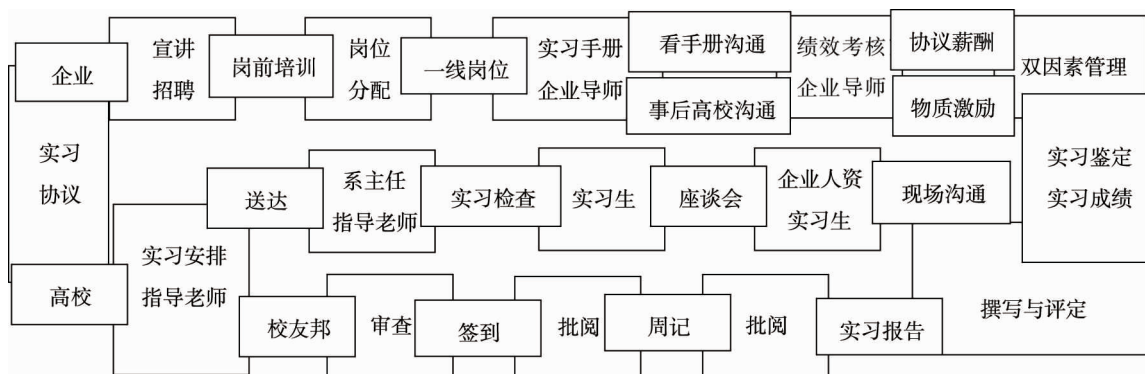 企业
宣讲
招聘
岗前培训
岗位
分配
一线岗位
实习手册
企业导师
看手册沟通
事后高校沟通
绩效考核
企业导师
协议薪酬
物质激励
双因素管理
实习
协议
送达
系主任
指导老师
实习检查
实习生
座谈会
企业人资
实习生
现场沟通
实习鉴定
实习成绩
高校
实习安排
指导老师
校友邦
审查
签到
批阅
周记
批阅
实习报告
撰写与评定